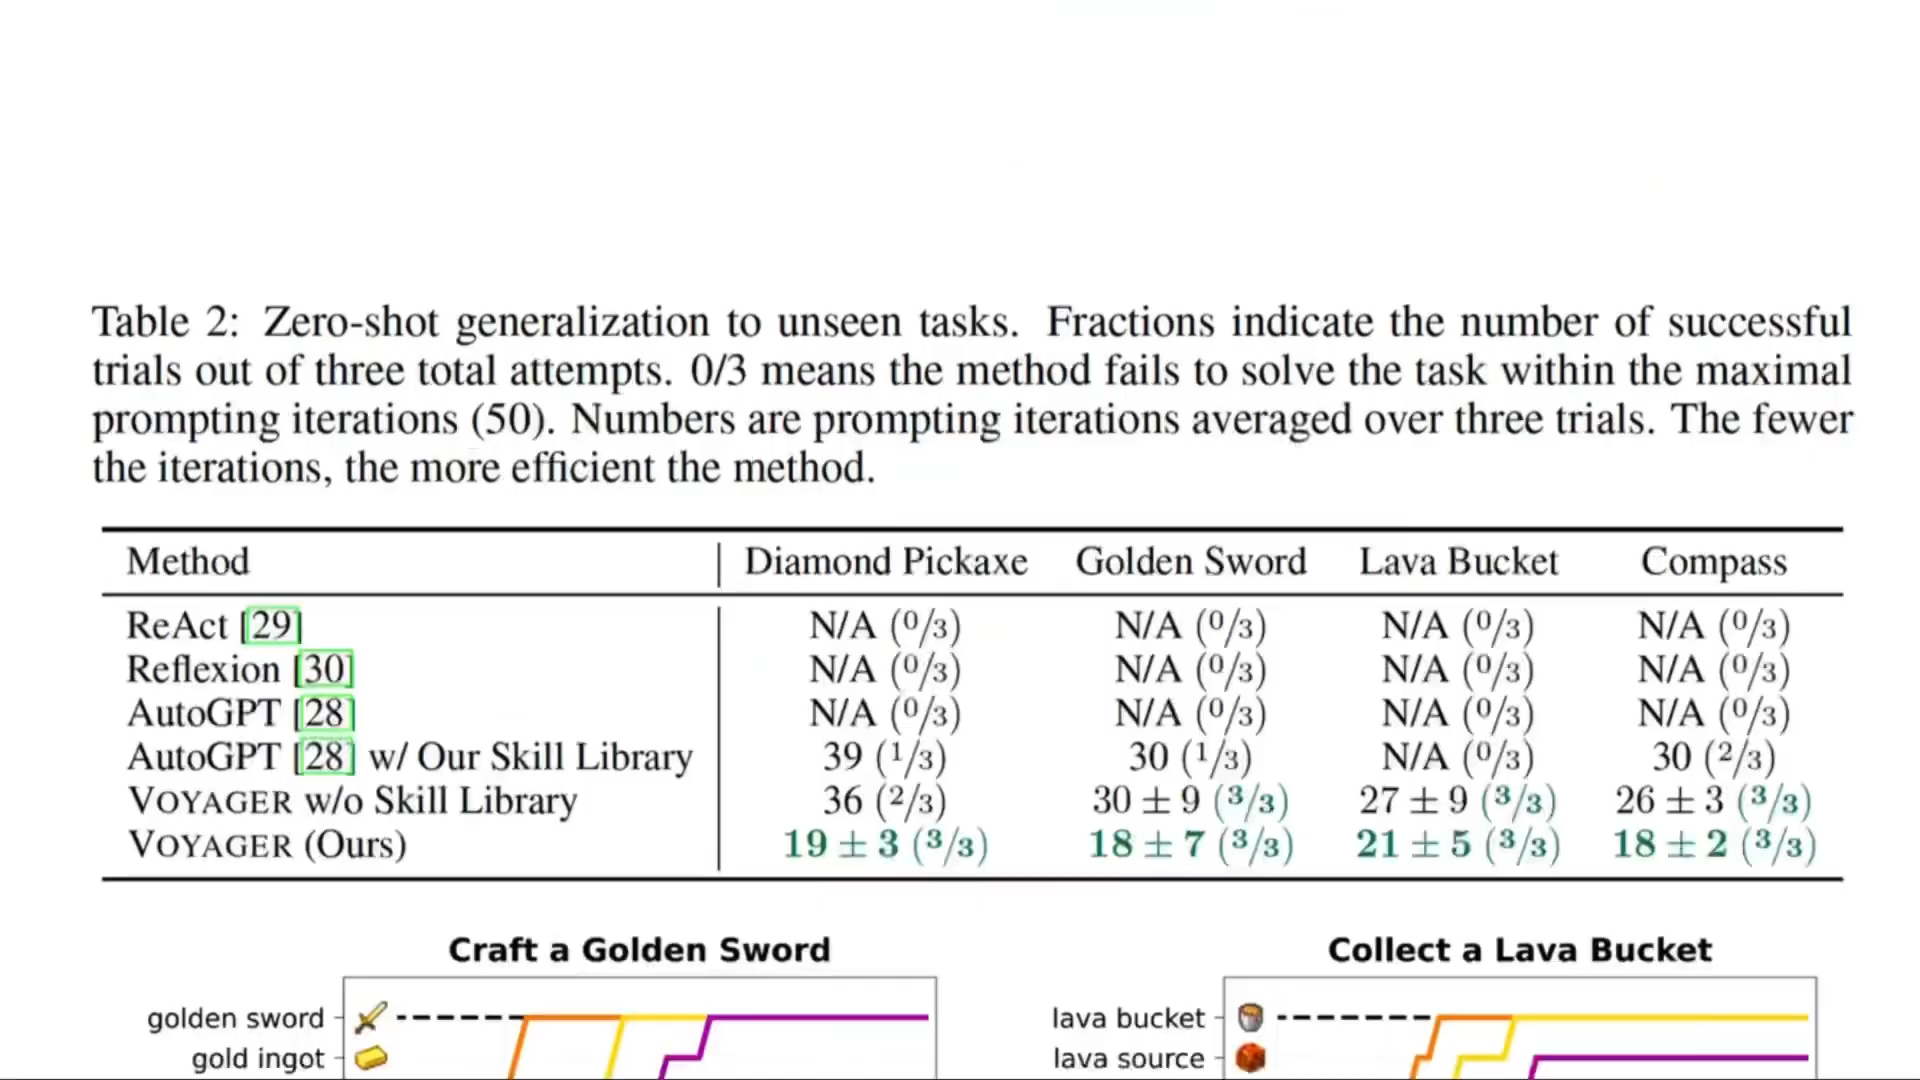 Table 2: Zero-shot generalization to unseen tasks. Fractions indicate the number of successful
trials out of three total attempts. 0/3 means the method fails to solve the task within the maximal
prompting iterations (50). Numbers are prompting iterations averaged over three trials. The fewer
the iterations, the more efficient the method.
Method Diamond Pickaxe Golden Sword Lava Bucket Compass
ReAct [29] N/A (0/3) N/A (0/3) N/A (0/3) N/A (0/3)
Reflexion [30] N/A (0/3) N/A (0/3) N/A (0/3) N/A (0/3)
AutoGPT [28] N/A (0/3) N/A (0/3) N/A (0/3) N/A (0/3)
AutoGPT [28] w/ Our Skill Library 39 (1/3) 30 (1/3) N/A (0/3) 30 (2/3)
VOYAGER w/o Skill Library 36 (2/3) 30 ± 9 (3/3) 27 ± 9 (3/3) 26 ± 3 (3/3)
VOYAGER (Ours) 19 ± 3 (3/3) 18 ± 7 (3/3) 21 ± 5 (3/3) 18 ± 2 (3/3)
Craft a Golden Sword
golden sword
gold ingot
Collect a Lava Bucket
lava bucket
lava source